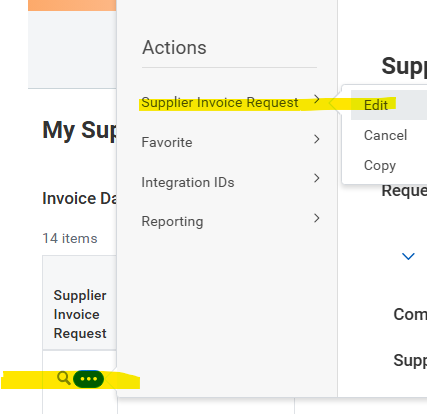 Actions
Supplier Invoice Request
Edit
Cancel
Copy
Favorite
Integration IDs
Reporting
Supp
My Sup
Invoice Da
14 items
Supplier
Invoice
Request
Reque
Com
Supp